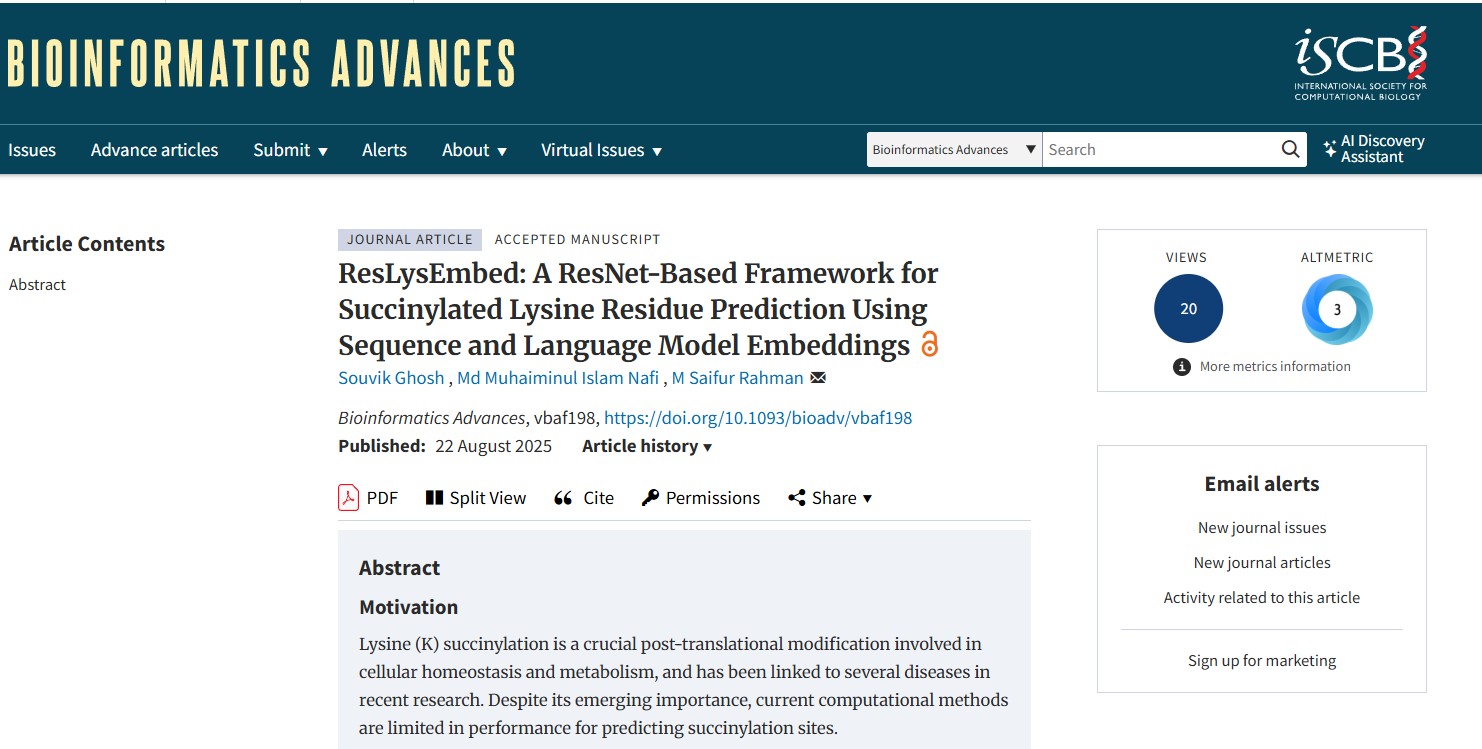 BIOINFORMATICS ADVANCES
iSCB
INTERNATIONAL SOCIETY FOR
COMPUTATIONAL BIOLOGY
Issues Advance articles Submit ▼ Alerts About ▼ Virtual Issues ▼
Bioinformatics Advances ▼ Search
AI Discovery
Assistant
Article Contents
Abstract
JOURNAL ARTICLE ACCEPTED MANUSCRIPT
ResLysEmbed: A ResNet-Based Framework for
Succinylated Lysine Residue Prediction Using
Sequence and Language Model Embeddings
Souvik Ghosh , Md Muhaiminul Islam Nafi , M Saifur Rahman
Bioinformatics Advances, vbaf198, https://doi.org/10.1093/bioadv/vbaf198
Published: 22 August 2025 Article history ▼
PDF Split View Cite Permissions Share ▼
Abstract
Motivation
Lysine (K) succinylation is a crucial post-translational modification involved in
cellular homeostasis and metabolism, and has been linked to several diseases in
recent research. Despite its emerging importance, current computational methods
are limited in performance for predicting succinylation sites.
VIEWS ALTMETRIC
20 3
More metrics information
Email alerts
New journal issues
New journal articles
Activity related to this article
Sign up for marketing